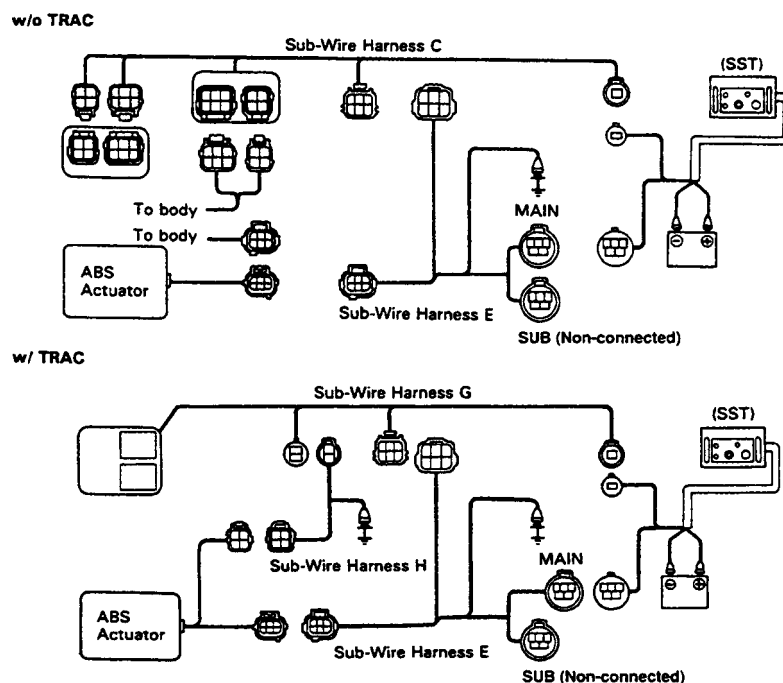 w/o TRAC
Sub-Wire Harness C
(SST)
To body
To body
MAIN
ABS
Actuator
Sub-Wire Harness E
SUB (Non-connected)
w/ TRAC
Sub-Wire Harness G
(SST)
Sub-Wire Harness H
MAIN
ABS
Actuator
Sub-Wire Harness E
SUB (Non-connected)